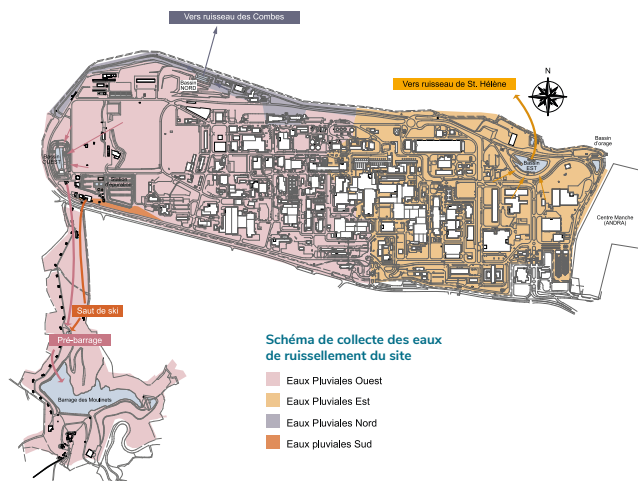 Vers ruisseau des Combes
Bassin
NORD
Vers ruisseau de St. Hélène
N
Bassin
d'orage
Bassin
EST
Bassin
OUEST
Centre Manche
(ANDRA)
Saut de ski
Pré-barrage
Barrage des Moulinets
Schéma de collecte des eaux
de ruissellement du site
Eaux Pluviales Ouest
Eaux Pluviales Est
Eaux Pluviales Nord
Eaux pluviales Sud